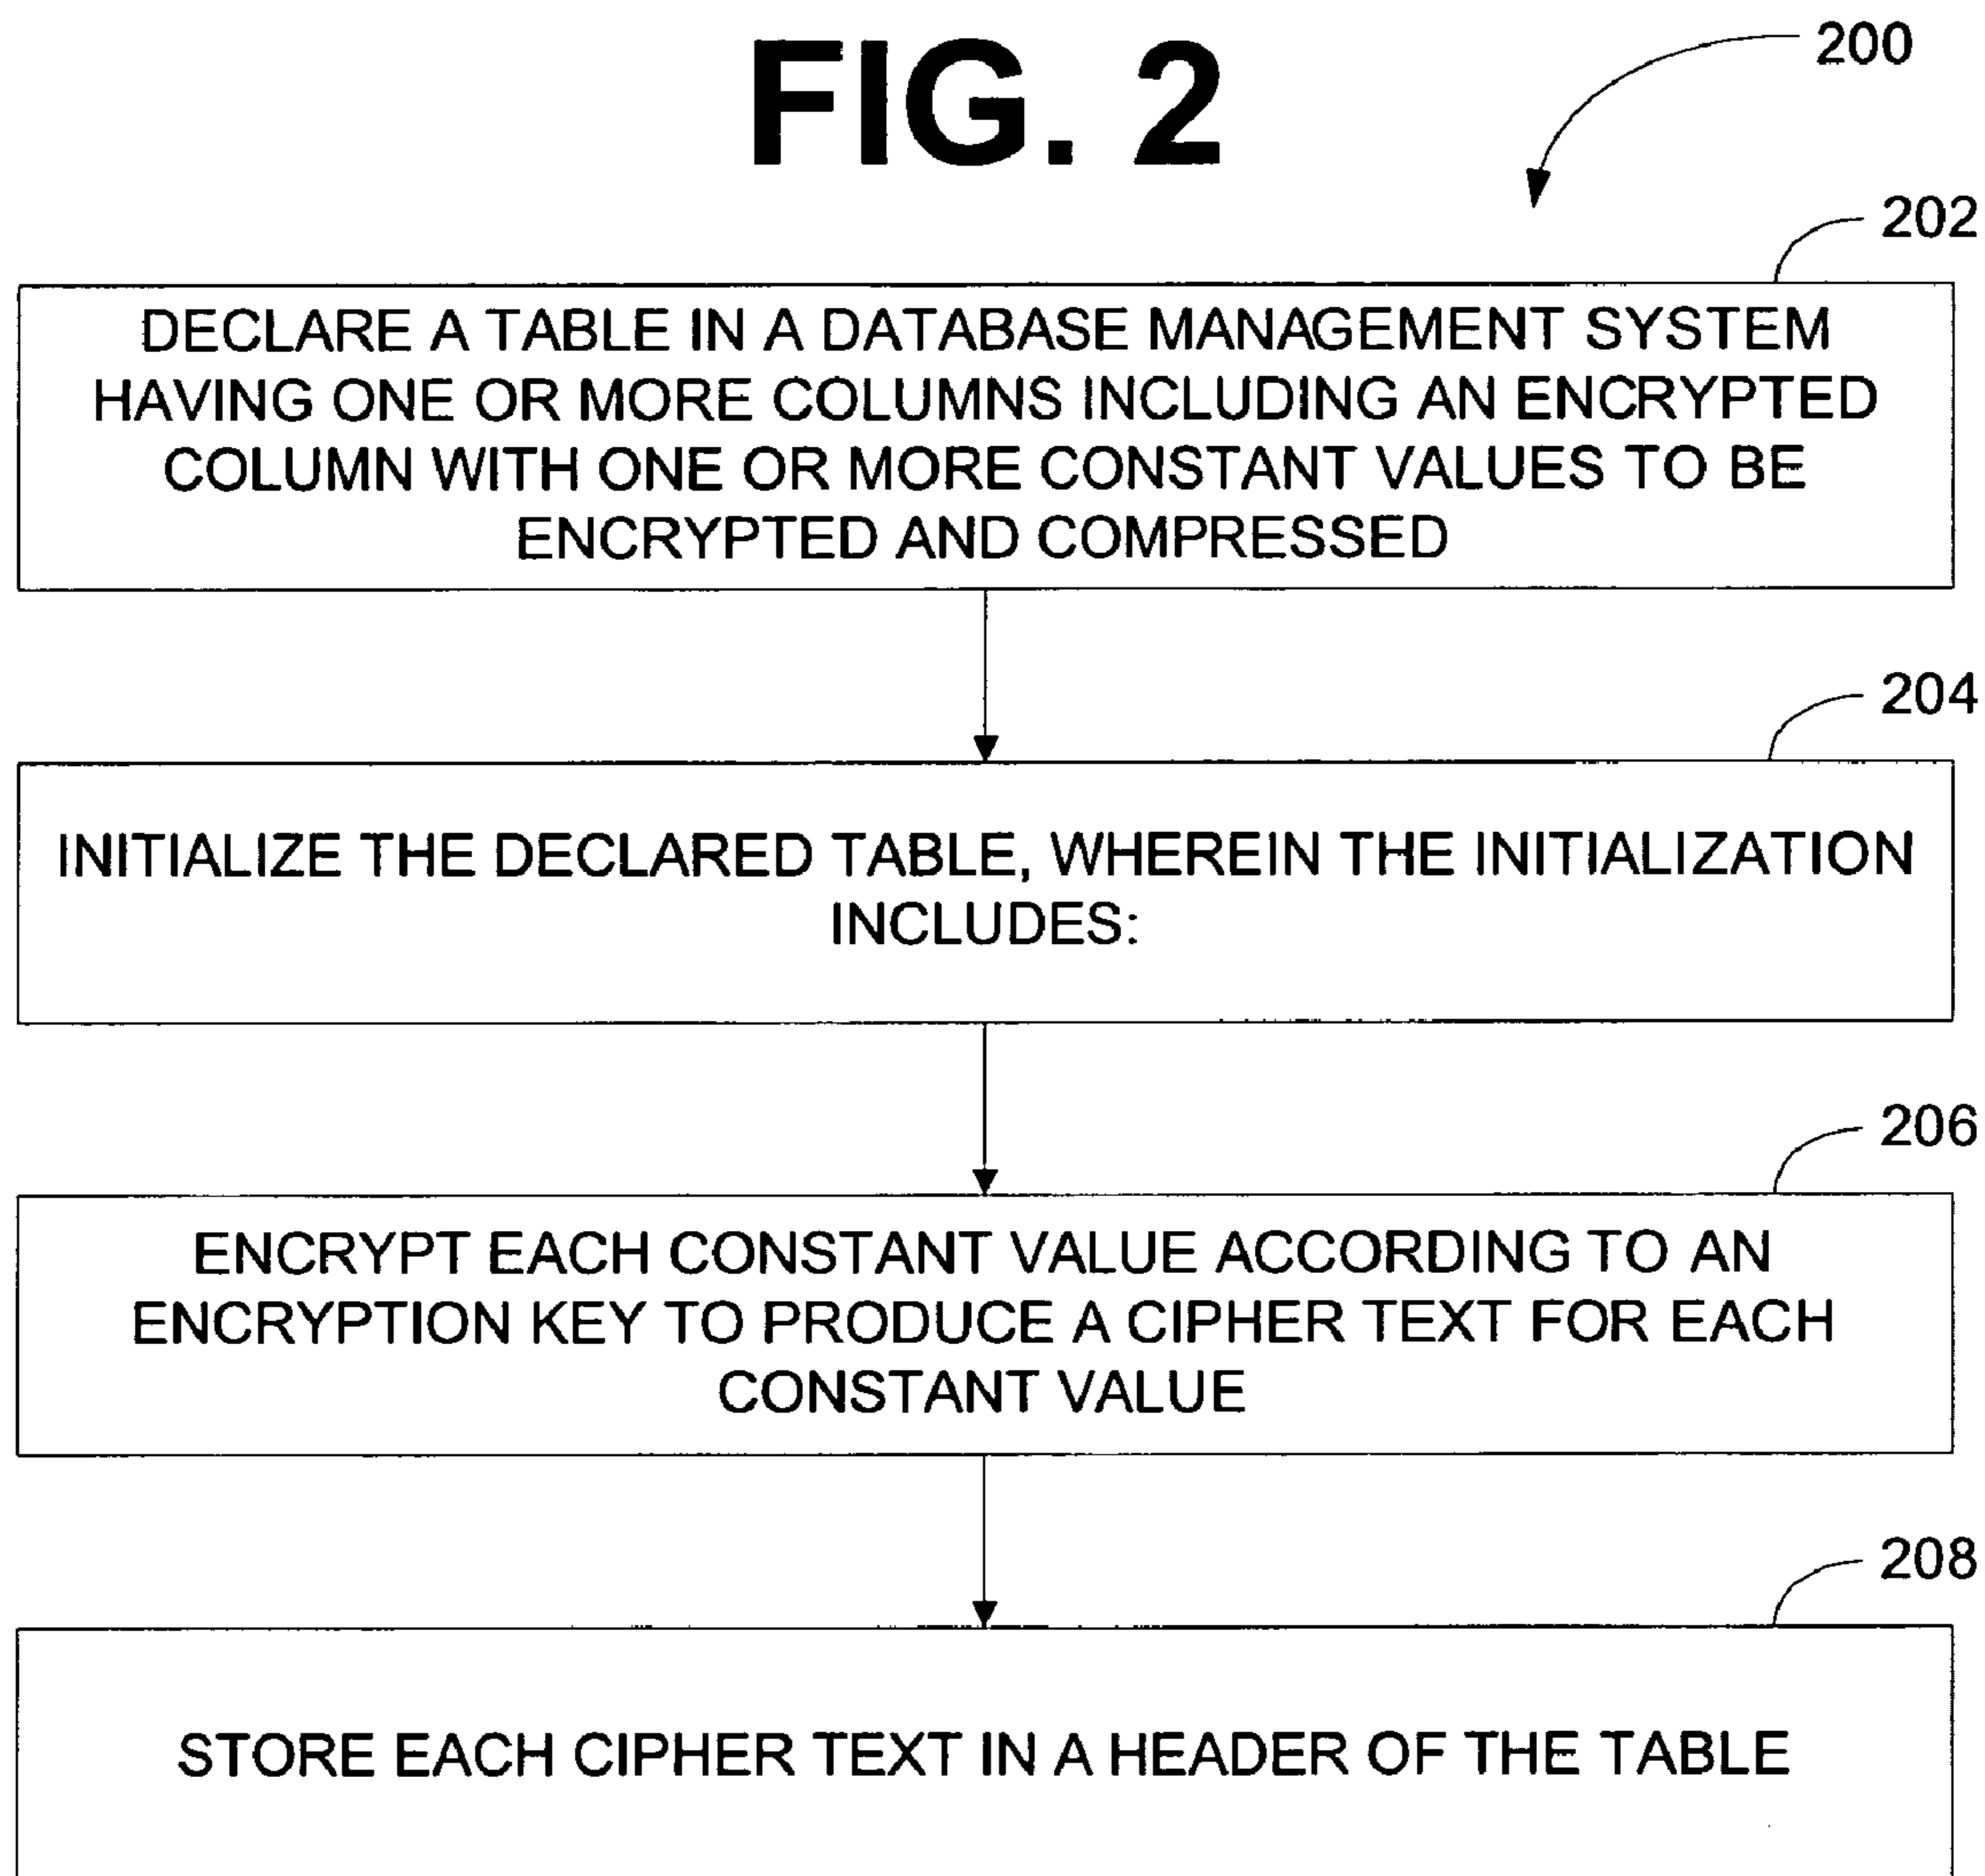 FIG. 2
200
202
DECLARE A TABLE IN A DATABASE MANAGEMENT SYSTEM
HAVING ONE OR MORE COLUMNS INCLUDING AN ENCRYPTED
COLUMN WITH ONE OR MORE CONSTANT VALUES TO BE
ENCRYPTED AND COMPRESSED
204
INITIALIZE THE DECLARED TABLE, WHEREIN THE INITIALIZATION
INCLUDES:
206
ENCRYPT EACH CONSTANT VALUE ACCORDING TO AN
ENCRYPTION KEY TO PRODUCE A CIPHER TEXT FOR EACH
CONSTANT VALUE
208
STORE EACH CIPHER TEXT IN A HEADER OF THE TABLE